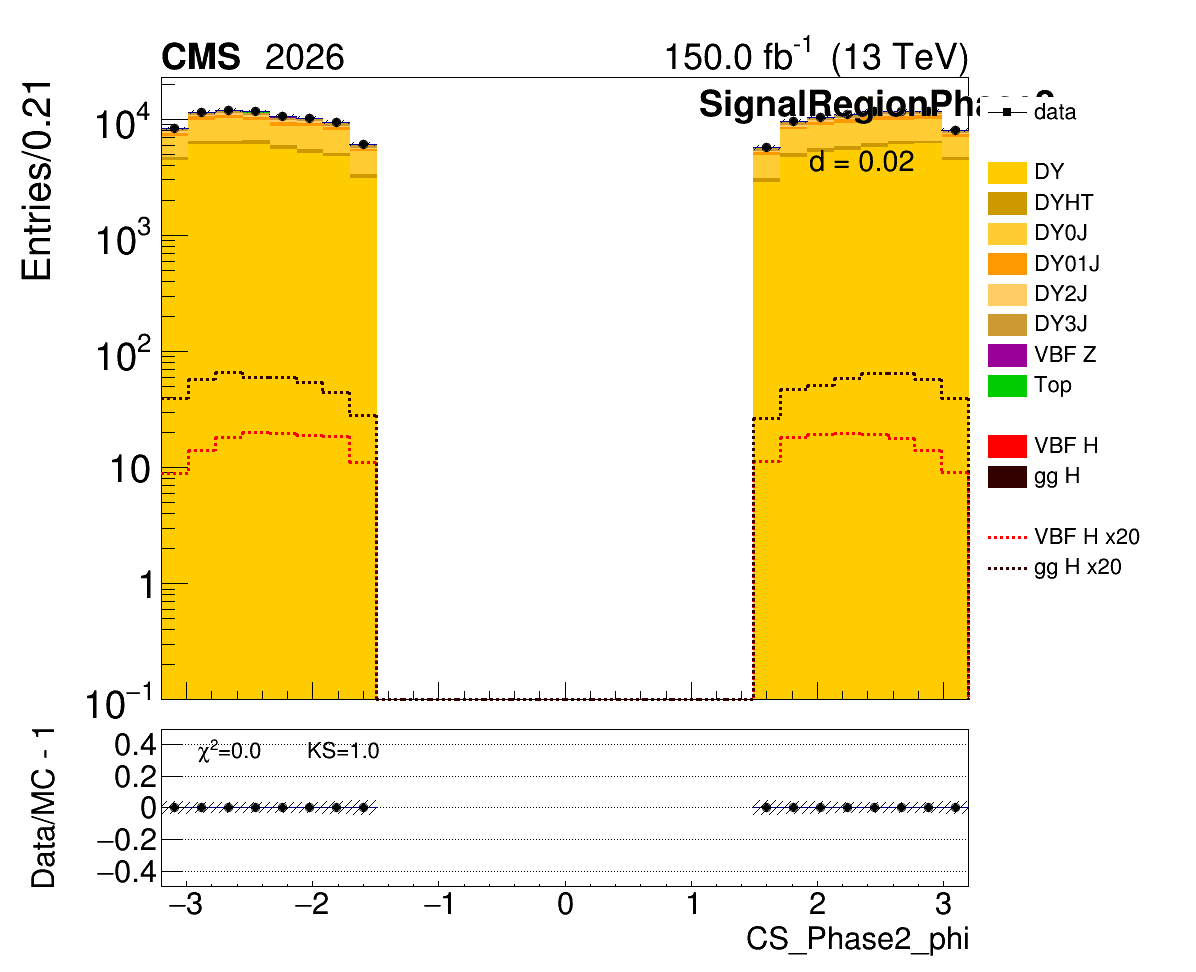 CMS 2026 150.0 fb-1 (13 TeV)
SignalRegionPhase2
d = 0.02
Entries/0.21
10^4
10^3
10^2
10
1
10^−1
data
DY
DYHT
DY0J
DY01J
DY2J
DY3J
VBF Z
Top
VBF H
gg H
VBF H x20
gg H x20
Data/MC - 1
χ²=0.0 KS=1.0
0.4
0.2
0
−0.2
−0.4
−3 −2 −1 0 1 2 3
CS_Phase2_phi